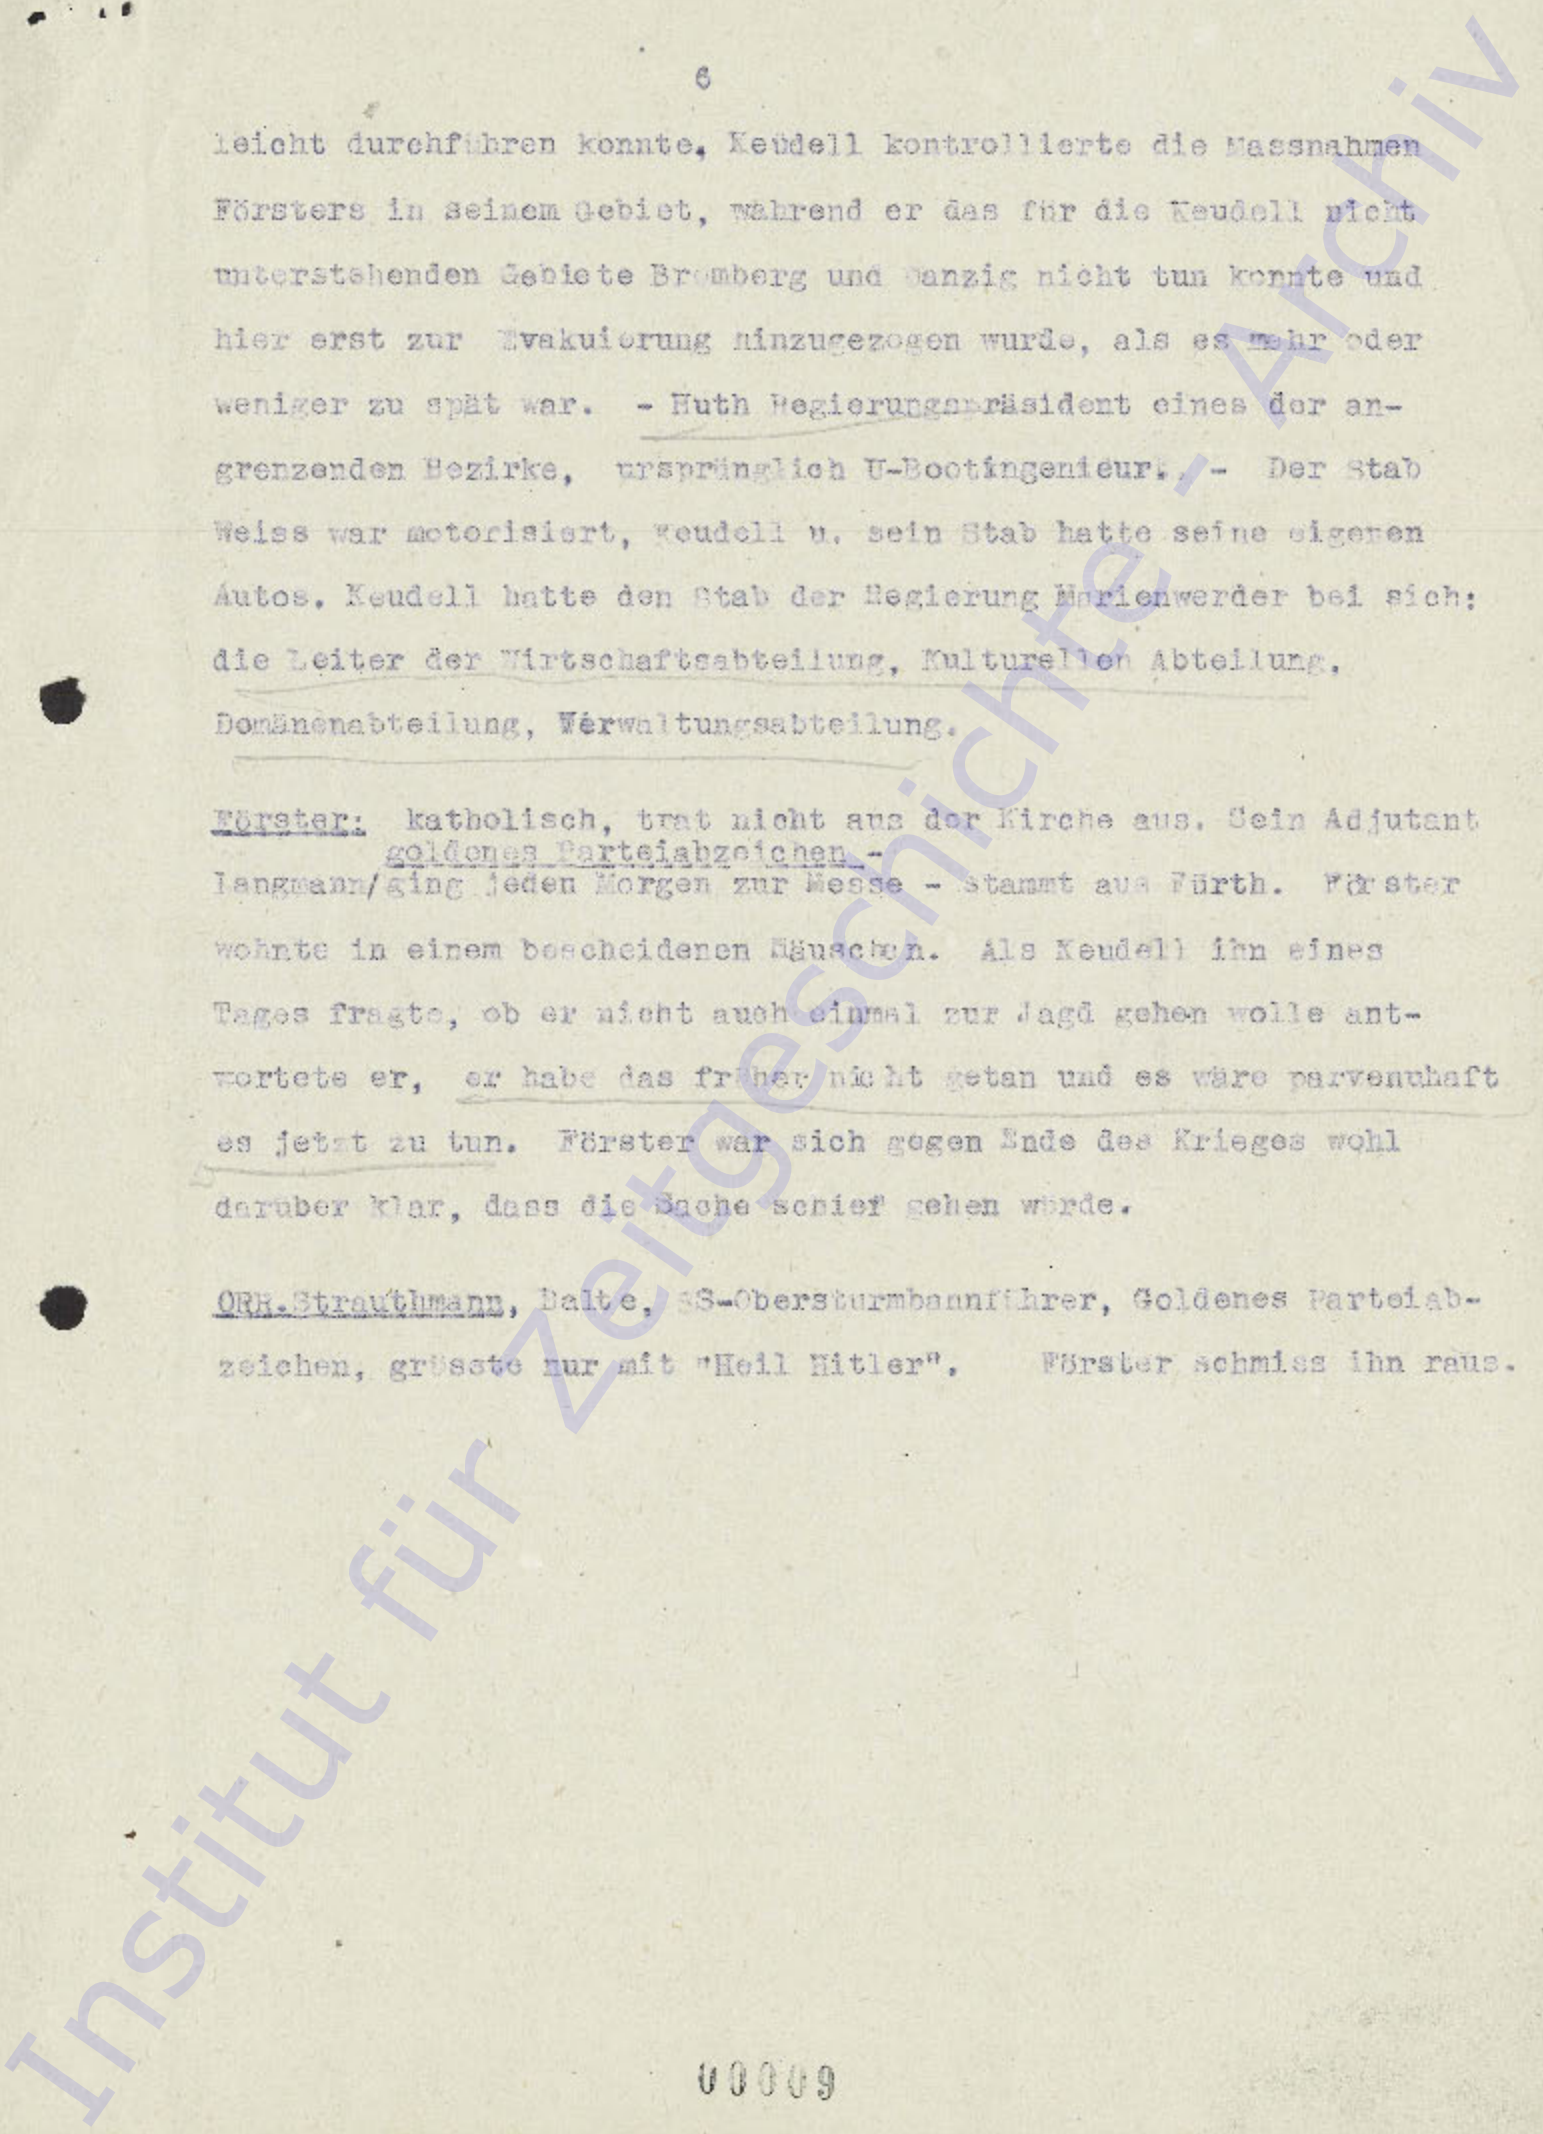 6
leicht durchführen konnte. Keudell kontrollierte die Massnahmen
Försters in seinem Gebiet, während er das für die Keudell nicht
unterstehenden Gebiete Bromberg und Danzig nicht tun konnte und
hier erst zur Evakuierung hinzugezogen wurde, als es mehr oder
weniger zu spät war. - Huth Regierungspräsident eines der an-
grenzenden Bezirke, ursprünglich U-Bootingenieur. - Der Stab
Weiss war motorisiert, Keudell u. sein Stab hatte seine eigenen
Autos. Keudell hatte den Stab der Regierung Marienwerder bei sich:
die Leiter der Wirtschaftsabteilung, Kulturellen Abteilung,
Domänenabteilung, Verwaltungsabteilung.
Förster: katholisch, trat nicht aus der Kirche aus. Sein Adjutant
goldenes Parteiabzeichen -
langmann/ging jeden Morgen zur Messe - stammt aus Fürth. Förster
wohnte in einem bescheidenen Häuschen. Als Keudell ihn eines
Tages fragte, ob er nicht auch einmal zur Jagd gehen wolle ant-
wortete er, er habe das früher nicht getan und es wäre parvenuhaft
es jetzt zu tun. Förster war sich gegen Ende des Krieges wohl
darüber klar, dass die Sache schief gehen würde.
ORR.Strauthmann, Balte, SS-Obersturmbannführer, Goldenes Parteiab-
zeichen, grüsste nur mit "Heil Hitler". Förster schmiss ihn raus.
Institut für Zeitgeschichte - Archiv
00009